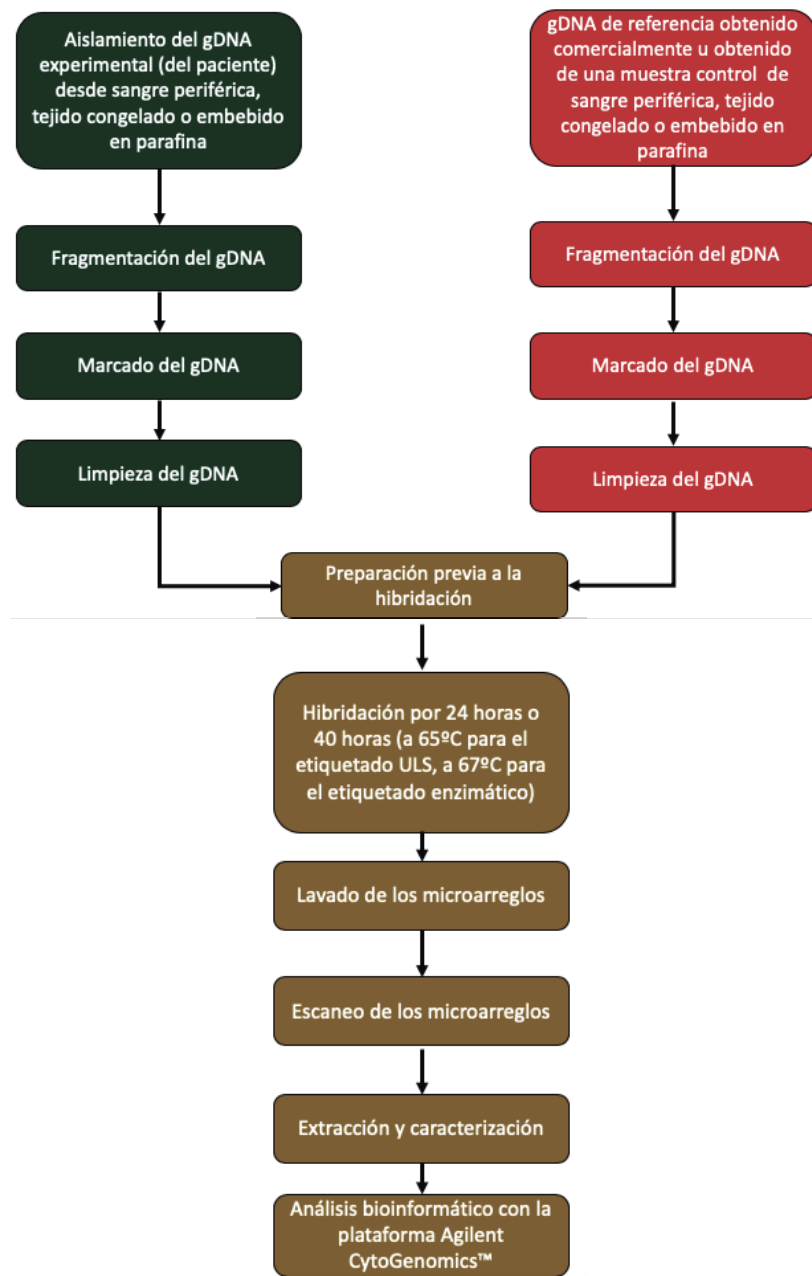 Aislamiento del gDNA
experimental (del paciente)
desde sangre periférica,
tejido congelado o embebido
en parafina
Fragmentación del gDNA
Marcado del gDNA
Limpieza del gDNA
gDNA de referencia obtenido
comercialmente u obtenido
de una muestra control de
sangre periférica, tejido
congelado o embebido en
parafina
Fragmentación del gDNA
Marcado del gDNA
Limpieza del gDNA
Preparación previa a la
hibridación
Hibridación por 24 horas o
40 horas (a 65ºC para el
etiquetado ULS, a 67ºC para
el etiquetado enzimático)
Lavado de los microarreglos
Escaneo de los microarreglos
Extracción y caracterización
Análisis bioinformático con la
plataforma Agilent
CytoGenomics™